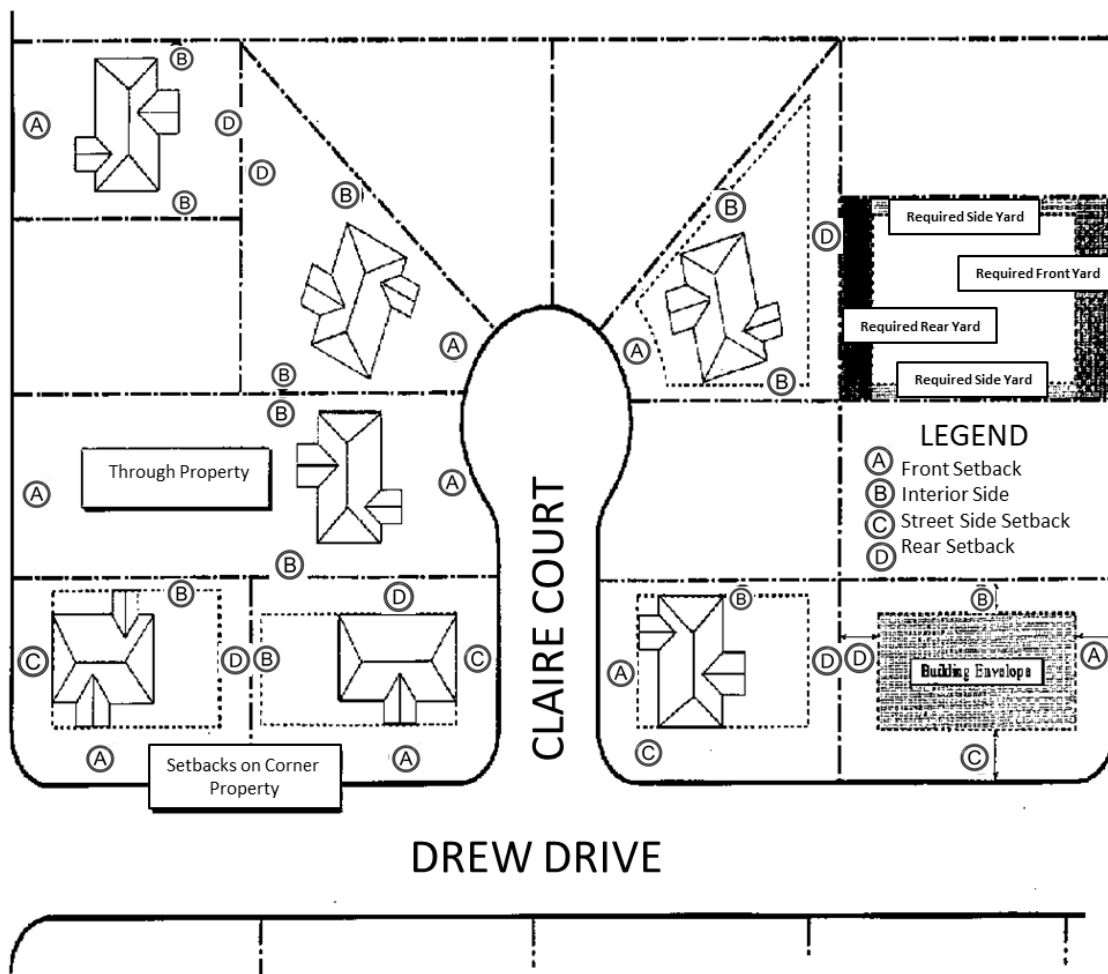 B
A
D
D
B
B
B
D
Required Side Yard
Required Front Yard
Required Rear Yard
Required Side Yard
A
A
B
B
B
LEGEND
A Front Setback
B Interior Side
C Street Side Setback
D Rear Setback
Through Property
A
A
B
B
D
B
B
C
D
B
C
A
D
D
Building Envelope
A
A
A
C
C
Setbacks on Corner
Property
CLAIRE COURT
DREW DRIVE